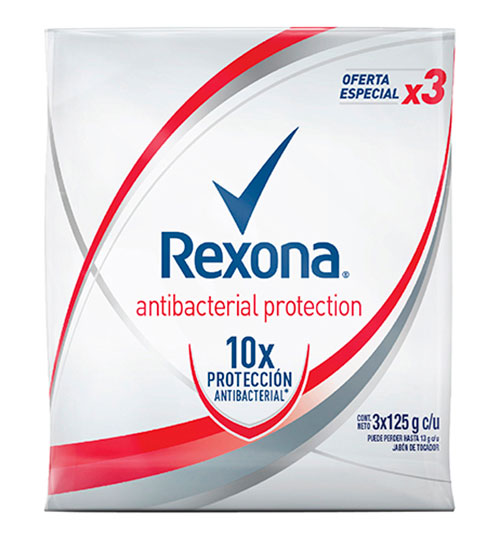 OFERTA
ESPECIAL x3
Rexona®
antibacterial protection
10x
PROTECCIÓN
ANTIBACTERIAL*
CONT.
NETO 3x125 g c/u
PUEDE PERDER HASTA 13 g c/u
JABÓN DE TOCADOR